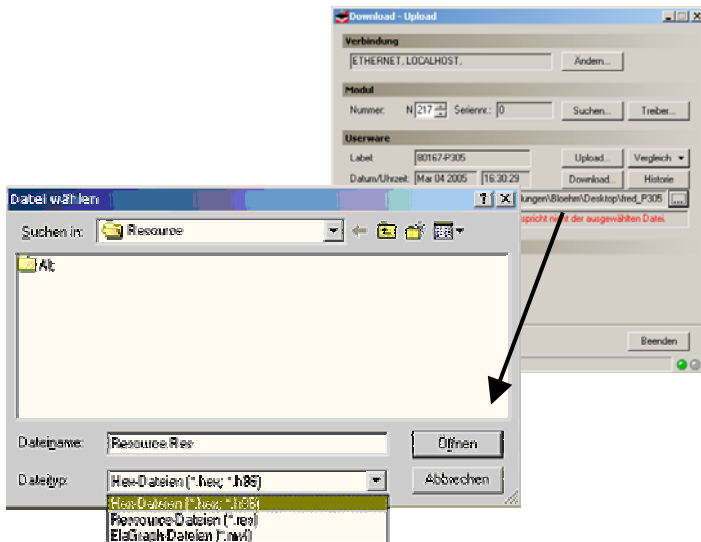 Download - Upload
Verbindung
ETHERNET, LOCALHOST,
Ändern...
Modul
Nummer: N 217 Seriennr.: 0 Suchen... Treiber...
Userware
Label: 80167-P305 Upload... Vergleich
Datum/Uhrzeit: Mar 04 2005 16:30:29 Download... Historie
lungen\Bloehm\Desktop\fred_P305 ...
spricht nicht der ausgewählten Datei.
Beenden
Datei wählen
Suchen in: Resource
Alt
Dateiname: Resource.Res Öffnen
Dateityp: Hex-Dateien (*.hex; *.h86) Abbrechen
Hex-Dateien (*.hex; *.h86)
Ressource-Dateien (*.res)